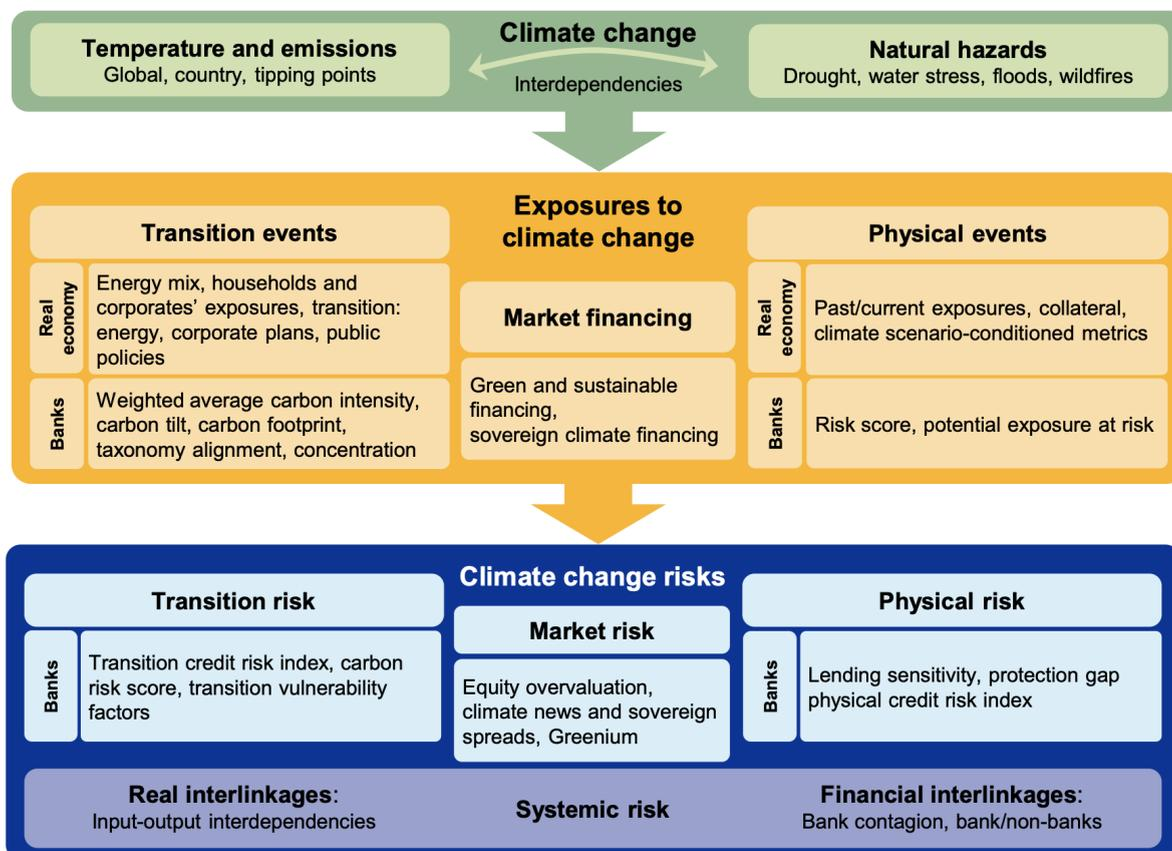 Climate change
Temperature and emissions
Global, country, tipping points
Interdependencies
Natural hazards
Drought, water stress, floods, wildfires
Exposures to
climate change
Transition events
Real
economy
Energy mix, households and
corporates’ exposures, transition:
energy, corporate plans, public
policies
Banks
Weighted average carbon intensity,
carbon tilt, carbon footprint,
taxonomy alignment, concentration
Market financing
Green and sustainable
financing,
sovereign climate financing
Physical events
Real
economy
Past/current exposures, collateral,
climate scenario-conditioned metrics
Banks
Risk score, potential exposure at risk
Climate change risks
Transition risk
Banks
Transition credit risk index, carbon
risk score, transition vulnerability
factors
Market risk
Equity overvaluation,
climate news and sovereign
spreads, Greenium
Physical risk
Banks
Lending sensitivity, protection gap
physical credit risk index
Real interlinkages:
Input-output interdependencies
Systemic risk
Financial interlinkages:
Bank contagion, bank/non-banks